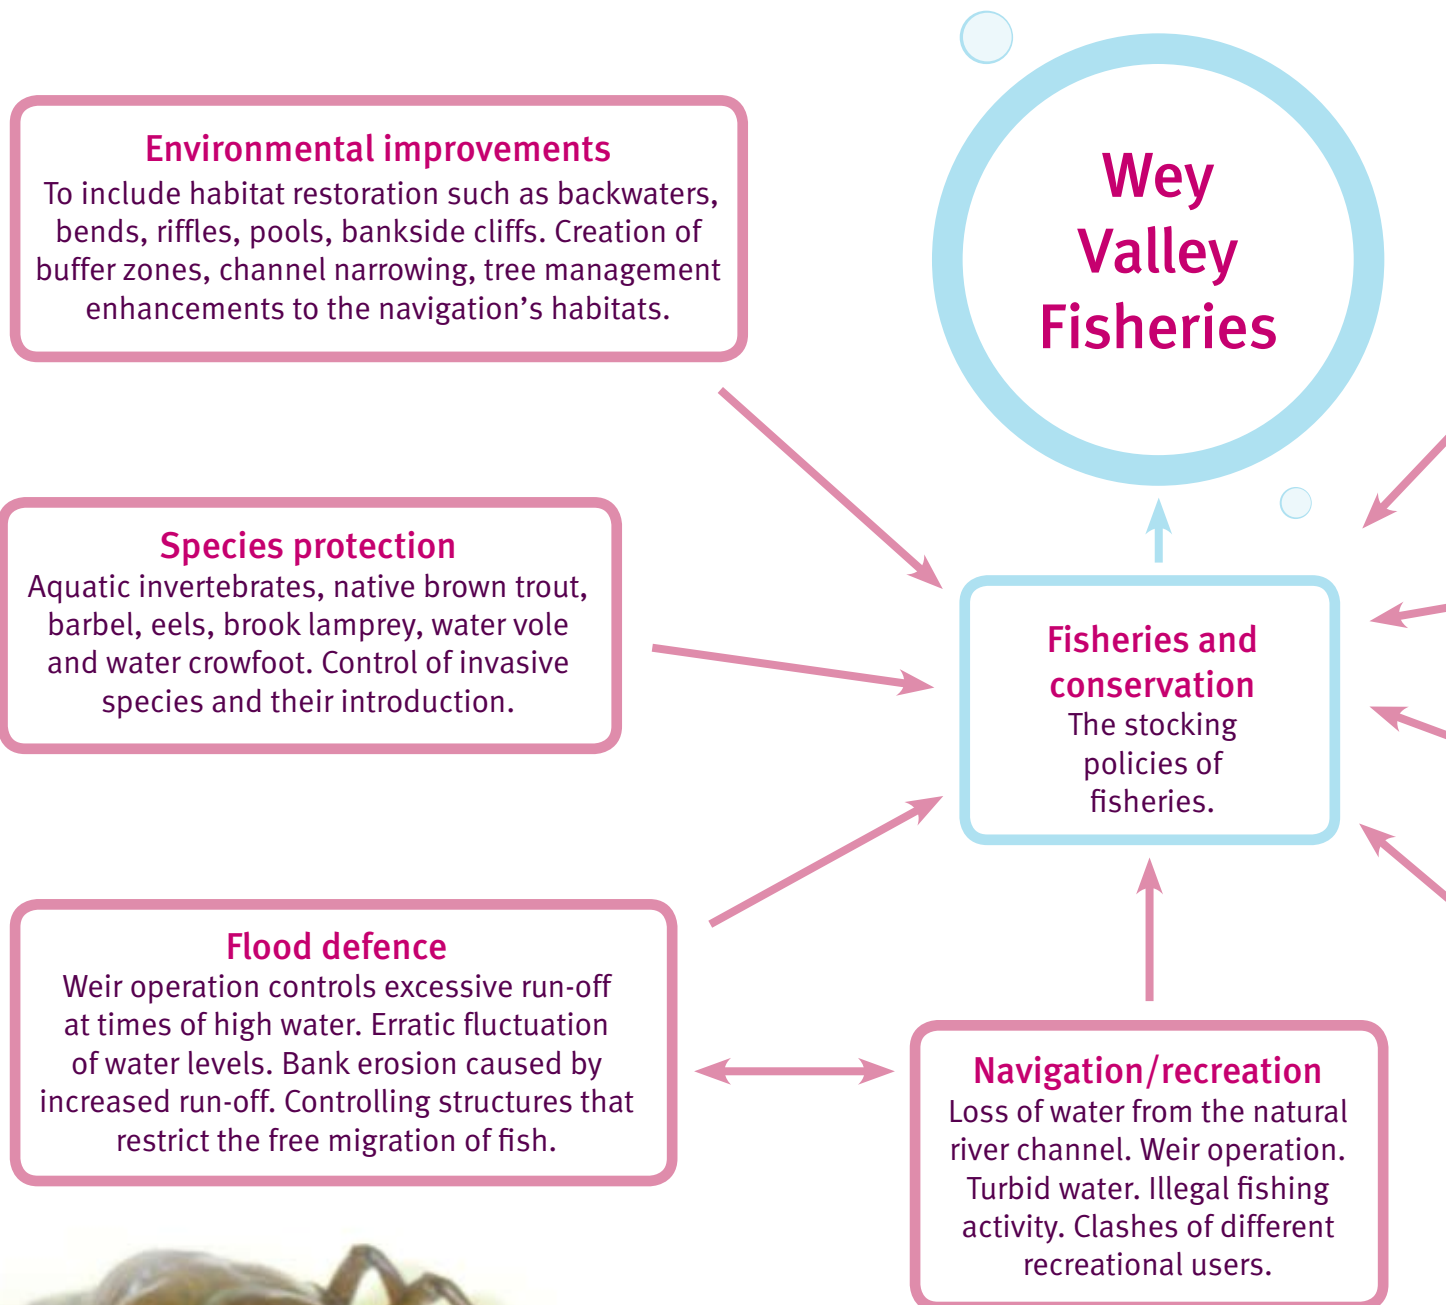 Wey
Valley
Fisheries
Environmental improvements
To include habitat restoration such as backwaters,
bends, riffles, pools, bankside cliffs. Creation of
buffer zones, channel narrowing, tree management
enhancements to the navigation’s habitats.
Species protection
Aquatic invertebrates, native brown trout,
barbel, eels, brook lamprey, water vole
and water crowfoot. Control of invasive
species and their introduction.
Fisheries and
conservation
The stocking
policies of
fisheries.
Flood defence
Weir operation controls excessive run-off
at times of high water. Erratic fluctuation
of water levels. Bank erosion caused by
increased run-off. Controlling structures that
restrict the free migration of fish.
Navigation/recreation
Loss of water from the natural
river channel. Weir operation.
Turbid water. Illegal fishing
activity. Clashes of different
recreational users.